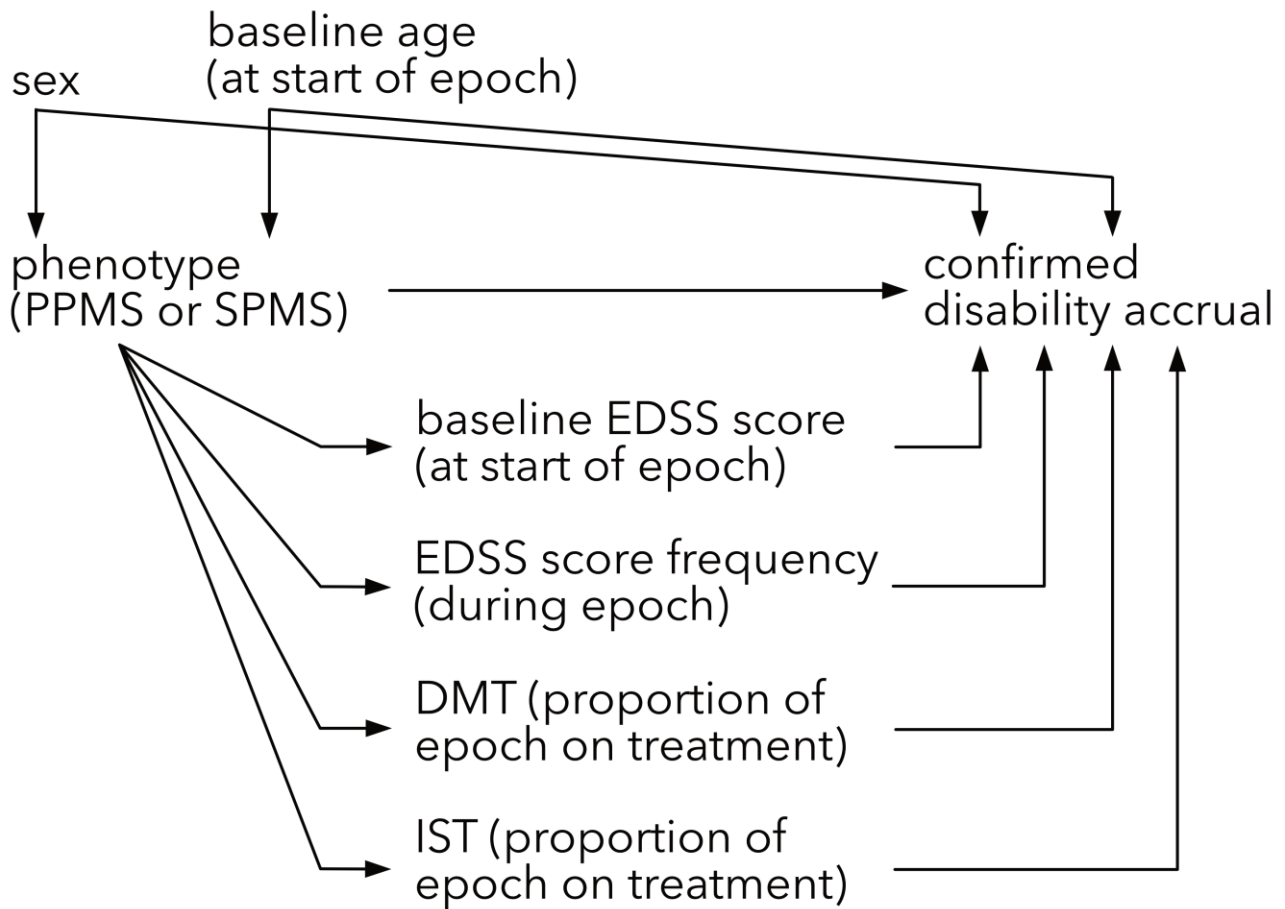 baseline age
(at start of epoch)
sex
phenotype
(PPMS or SPMS)
confirmed
disability accrual
baseline EDSS score
(at start of epoch)
EDSS score frequency
(during epoch)
DMT (proportion of
epoch on treatment)
IST (proportion of
epoch on treatment)